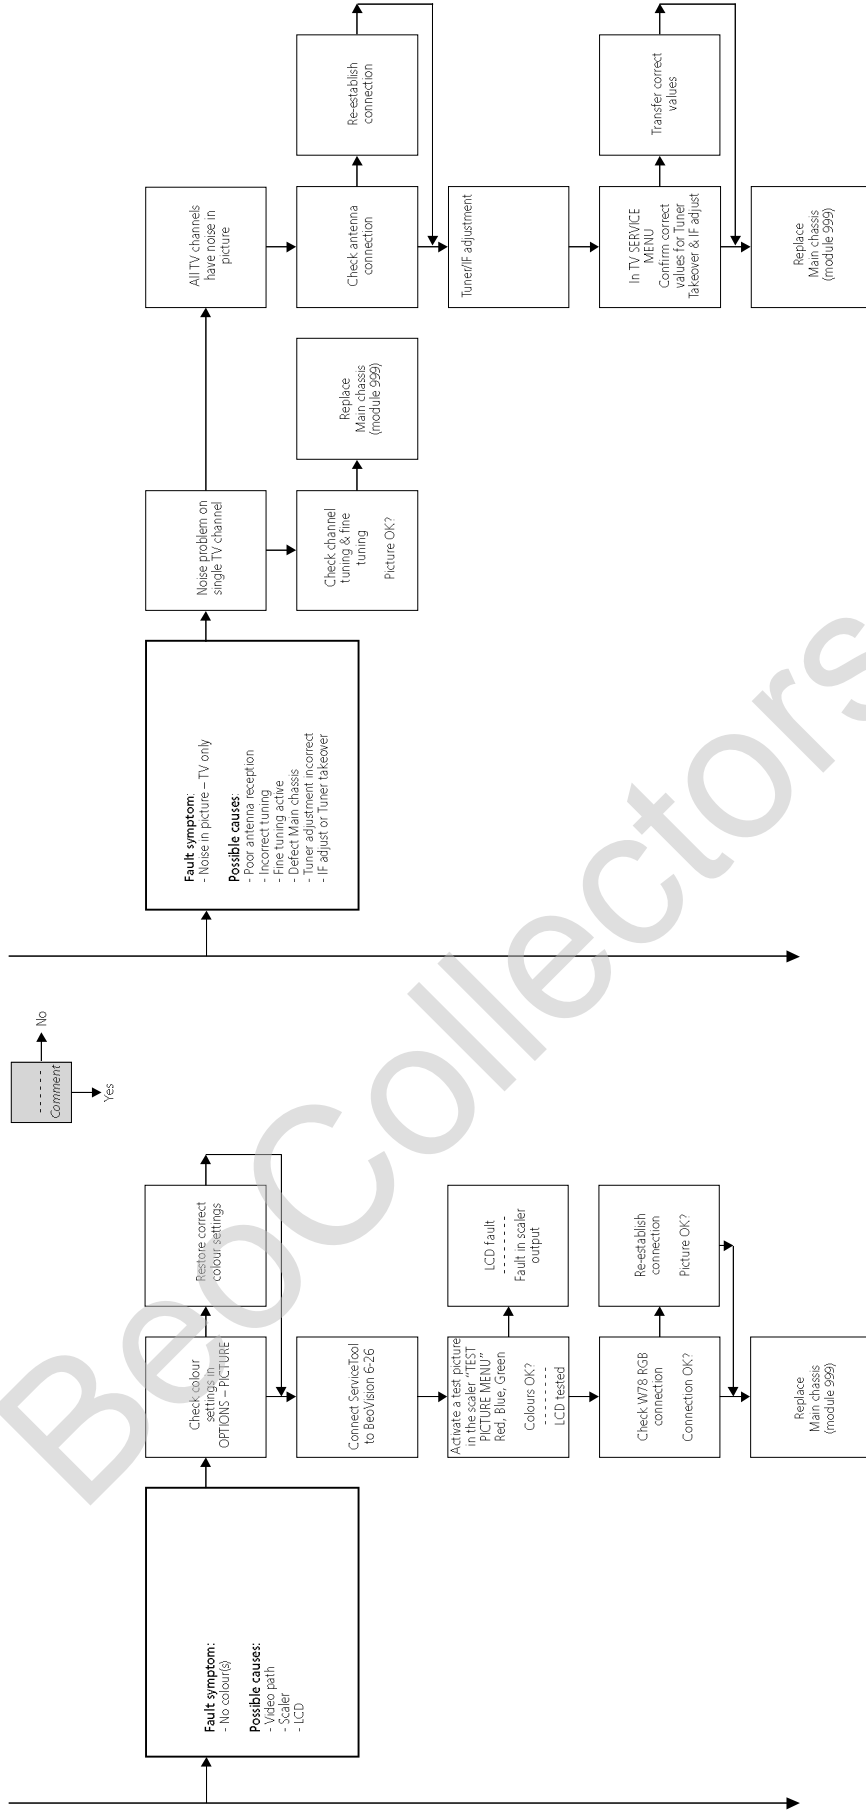 Fault symptom:
- No colour(s)
Possible causes:
- Video path
- Scaler
- LCD
Check colour
settings in
OPTIONS – PICTURE
Restore correct
colour settings
Connect ServiceTool
to BeoVision 6-26
Activate a test picture
in the scaler “TEST
PICTURE MENU”
Red, Blue, Green
Colours OK?
- - - - - - - - -
LCD tested
LCD fault
- - - - - - - - -
Fault in scaler
output
Check W78 RGB
connection
Connection OK?
Re-establish
connection
Picture OK?
Replace
Main chassis
(module 999)
- - - - - -
Comment
No
Yes
Fault symptom:
- Noise in picture – TV only
Possible causes:
- Poor antenna reception
- Incorrect tuning
- Fine tuning active
- Defect Main chassis
- Tuner adjustment incorrect
- IF adjust or Tuner takeover
Noise problem on
single TV channel
All TV channels
have noise in
picture
Check channel
tuning & fine
tuning
Picture OK?
Replace
Main chassis
(module 999)
Check antenna
connection
Re-establish
connection
Tuner/IF adjustment
In TV SERVICE
MENU
Confirm correct
values for Tuner
Takeover & IF adjust
Transfer correct
values
Replace
Main chassis
(module 999)
BeoCollectors